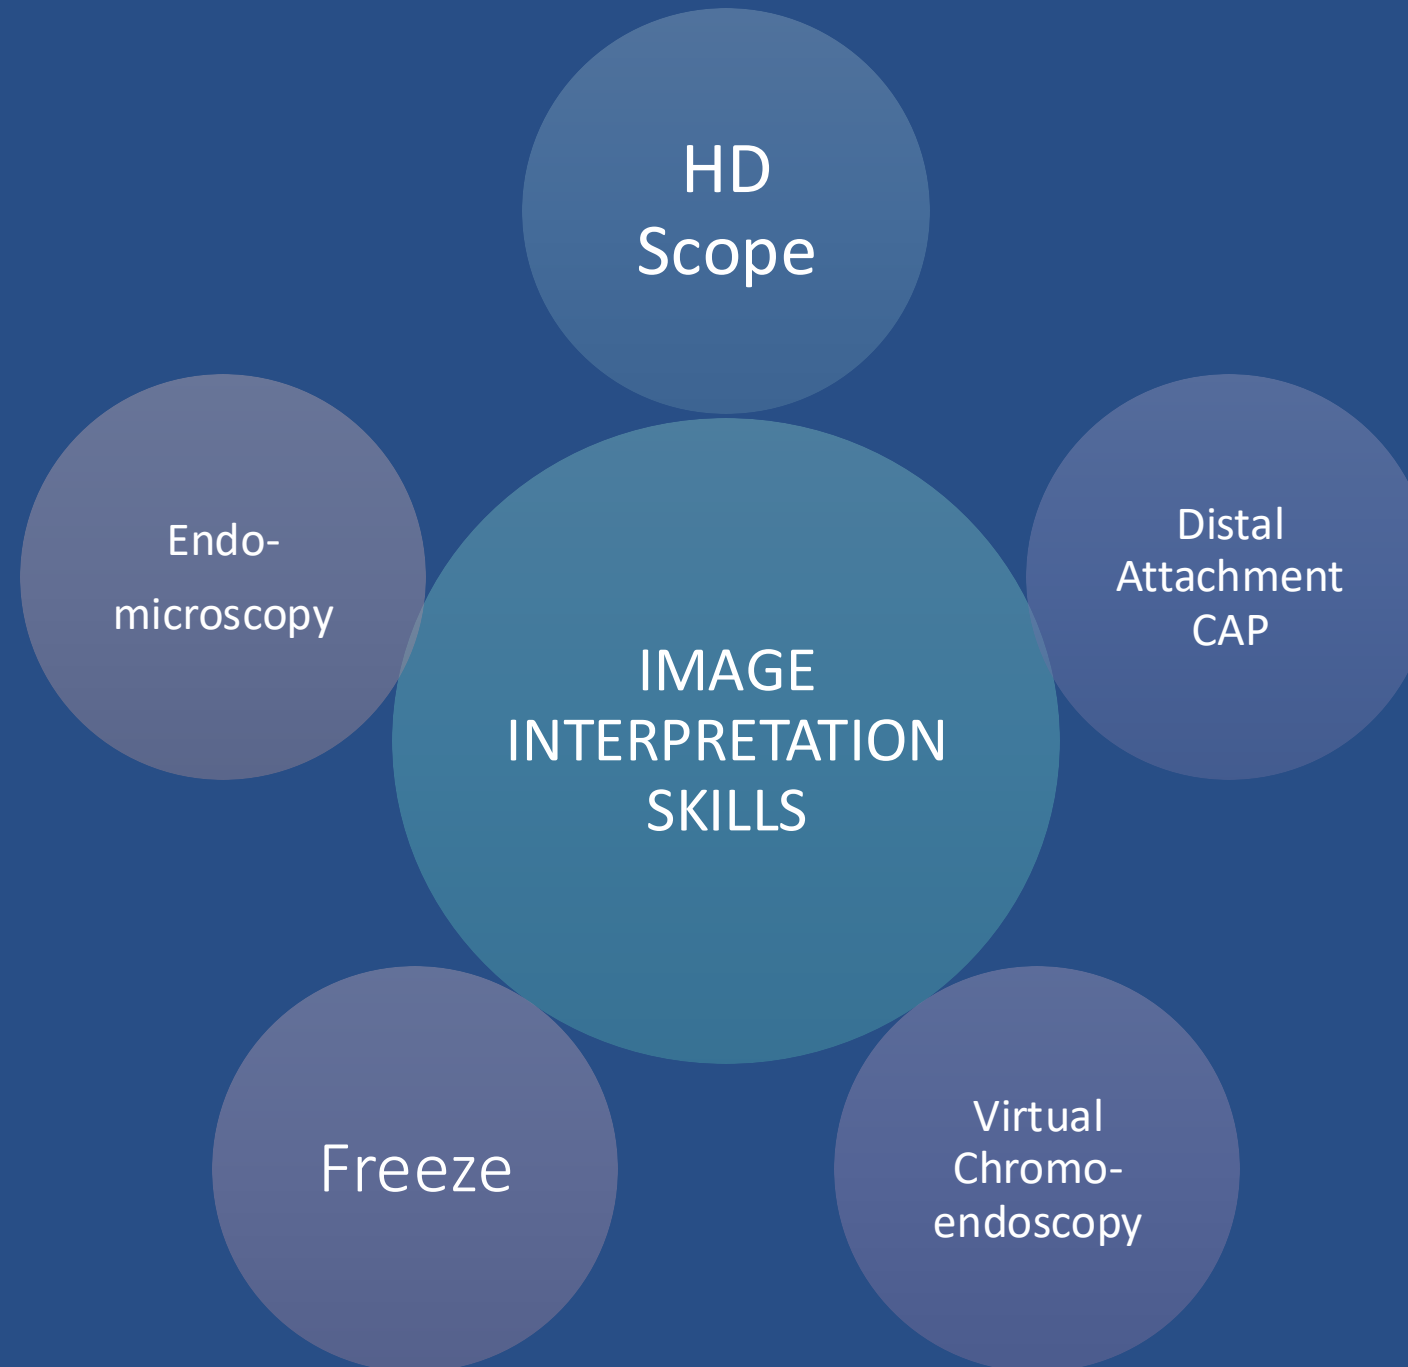 HD
Scope
Endo-
microscopy
Distal
Attachment
CAP
IMAGE
INTERPRETATION
SKILLS
Freeze
Virtual
Chromo-
endoscopy